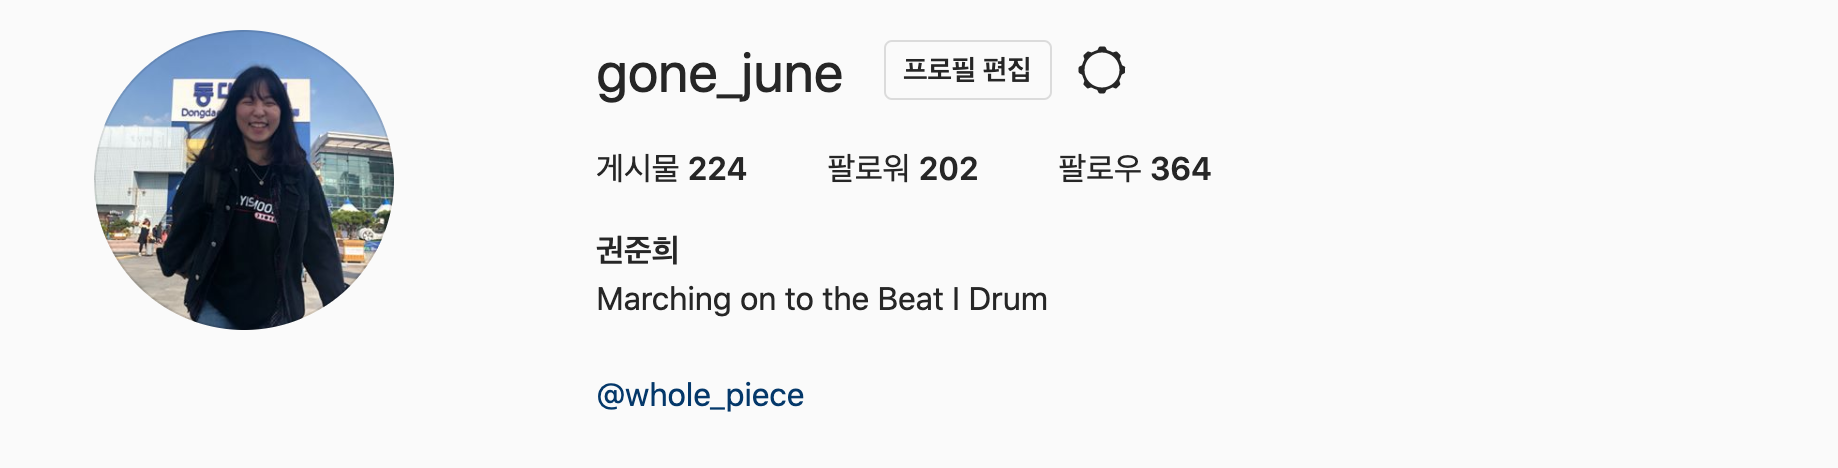 gone_june 프로필 편집
게시물 224 팔로워 202 팔로우 364
권준희
Marching on to the Beat I Drum
@whole_piece